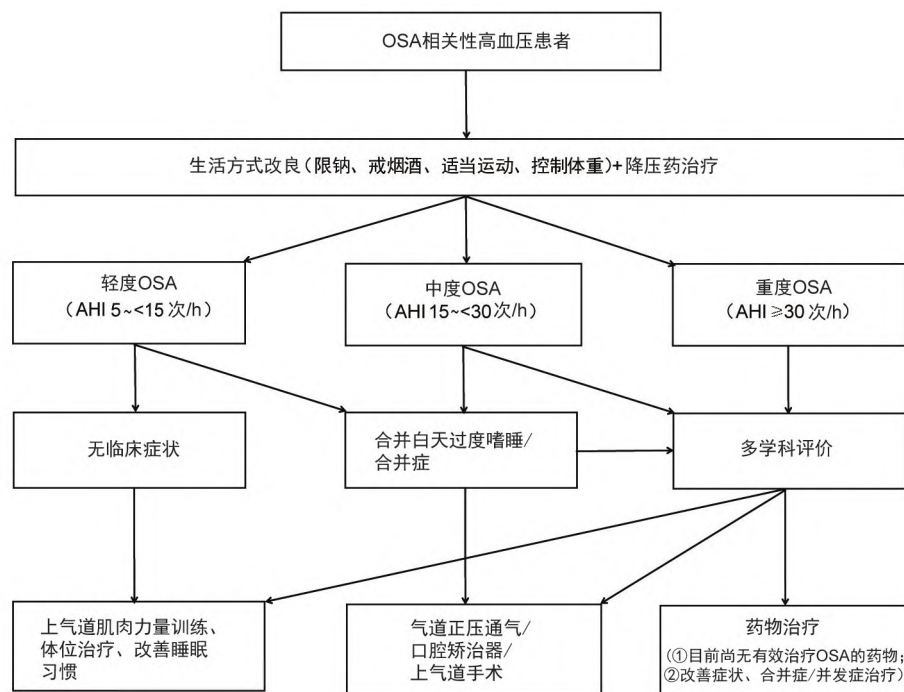 OSA相关性高血压患者
生活方式改良(限钠、戒烟酒、适当运动、控制体重)+降压药治疗
轻度OSA
(AHI 5~<15 次/h)
中度OSA
(AHI 15~<30 次/h)
重度OSA
(AHI ≥30 次/h)
无临床症状
合并白天过度嗜睡/
合并症
多学科评价
上气道肌肉力量训练、
体位治疗、改善睡眠
习惯
气道正压通气/
口腔矫治器/
上气道手术
药物治疗
(①目前尚无有效治疗OSA的药物;
②改善症状、合并症/并发症治疗)